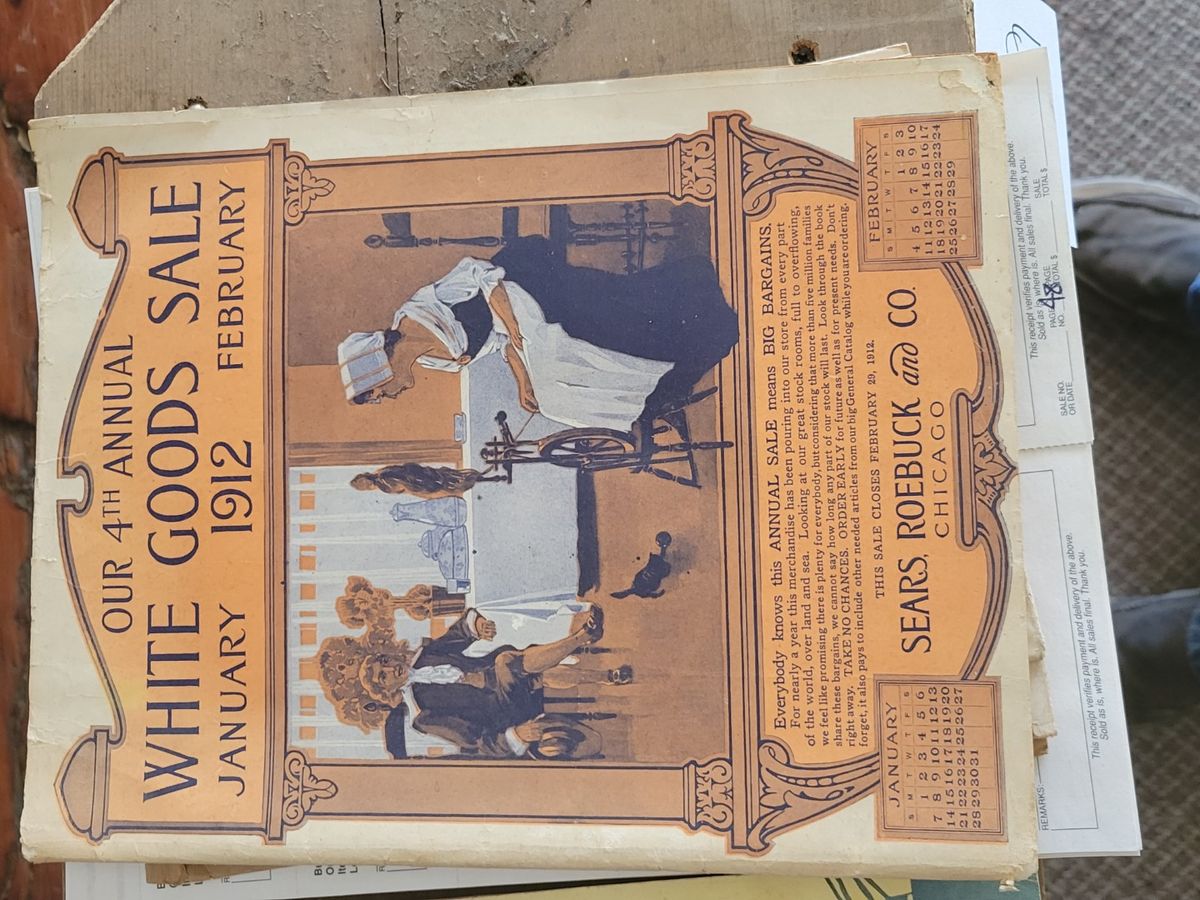 OUR 4TH ANNUAL
WHITE GOODS SALE
JANUARY 1912 FEBRUARY
Everybody knows this ANNUAL SALE means BIG BARGAINS.
For nearly a year this merchandise has been pouring into our store from every part
of the world, over land and sea. Looking at our great stock rooms, full to overflowing,
we feel like promising there is plenty for everybody, but considering that more than five million families
share these bargains, we cannot say how long any part of our stock will last. Look through the book
right away. TAKE NO CHANCES. ORDER EARLY for future as well as for present needs. Don't
forget, it also pays to include other needed articles from our big General Catalog while you are ordering.
THIS SALE CLOSES FEBRUARY 29, 1912.
SEARS, ROEBUCK and CO.
CHICAGO
JANUARY
S M T W T F S
1 2 3 4 5 6
7 8 9 10 11 12 13
14 15 16 17 18 19 20
21 22 23 24 25 26 27
28 29 30 31
FEBRUARY
S M T W T F S
1 2 3
4 5 6 7 8 9 10
11 12 13 14 15 16 17
18 19 20 21 22 23 24
25 26 27 28 29
This receipt verifies payment and delivery of the above.
Sold as is, where is. All sales final. Thank you.
SALE NO.
OR DATE
PAGE
NO.
48
SALE
TOTAL $
REMARKS:
This receipt verifies payment and delivery of the above.
Sold as is, where is. All sales final. Thank you.